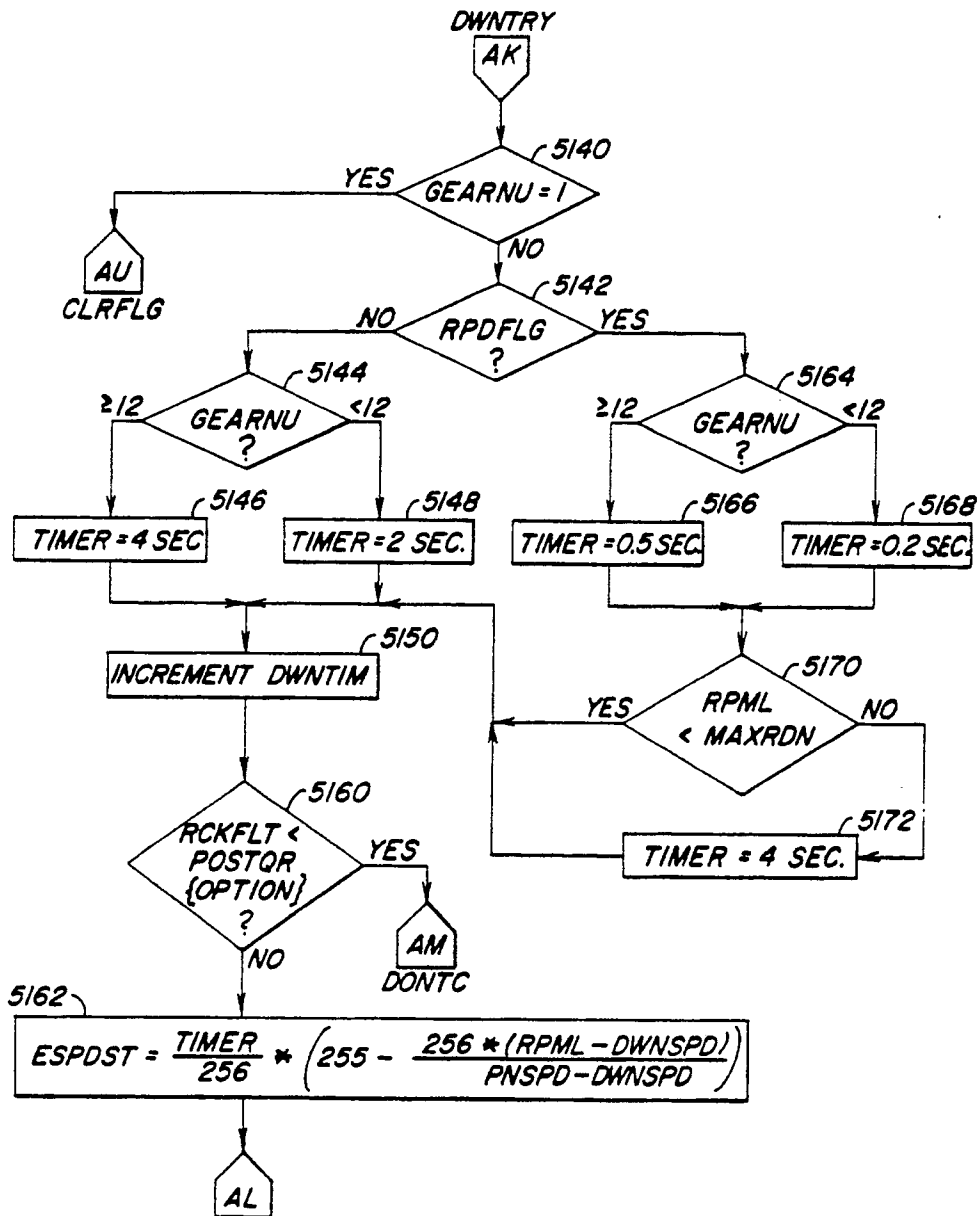 DWNTRY
AK
5140
YES
GEARNU = 1
NO
AU
CLRFLG
5142
NO
RPDFLG
?
YES
5144
≥12
GEARNU
?
<12
5164
≥12
GEARNU
?
<12
5146
TIMER = 4 SEC
5148
TIMER = 2 SEC.
5166
TIMER = 0.5 SEC.
5168
TIMER = 0.2 SEC.
5150
INCREMENT DWNTIM
5170
YES
RPML
< MAXRDN
NO
5160
RCKFLT <
POSTQR
{OPTION}
?
YES
NO
5172
TIMER = 4 SEC.
AM
DONTC
5162
ESPDST = TIMER/256 * (255 - 256 * (RPML - DWNSPD)/PNSPD - DWNSPD)
AL